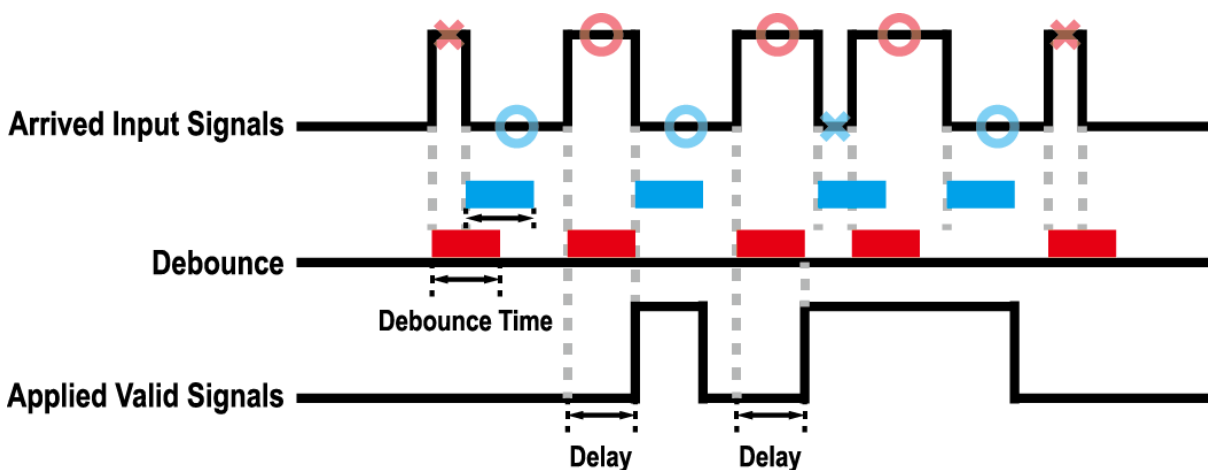 Arrived Input Signals
Debounce
Debounce Time
Applied Valid Signals
Delay Delay